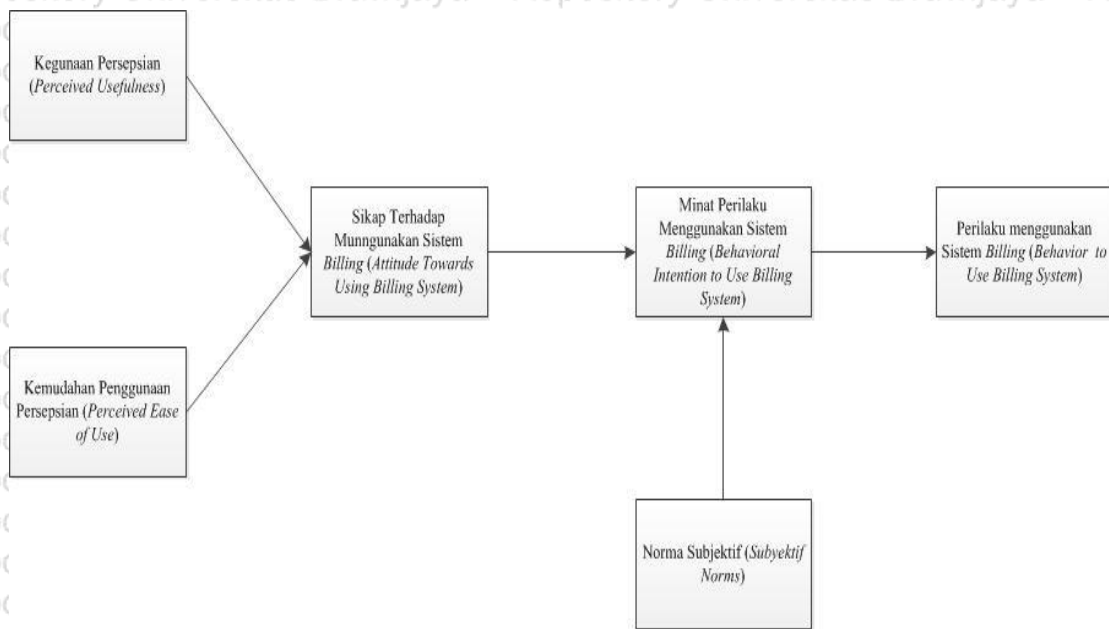 Kegunaan Persepsian
(Perceived Usefulness)
Sikap Terhadap
Munngunakan Sistem
Billing (Attitude Towards
Using Billing System)
Minat Perilaku
Menggunakan Sistem
Billing (Behavioral
Intention to Use Billing
System)
Perilaku menggunakan
Sistem Billing (Behavior to
Use Billing System)
Kemudahan Penggunaan
Persepsian (Perceived Ease
of Use)
Norma Subjektif (Subyektif
Norms)